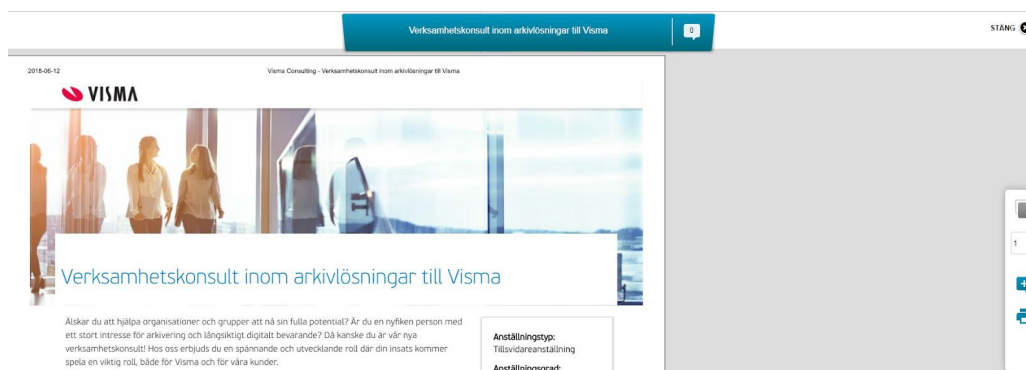 Verksamhetskonsult inom arkivlösningar till Visma
0
STÄNG
2018-06-12
Visma Consulting - Verksamhetskonsult inom arkivlösningar till Visma
VISMA
Verksamhetskonsult inom arkivlösningar till Visma
Älskar du att hjälpa organisationer och grupper att nå sin fulla potential? Är du en nyfiken person med
ett stort intresse för arkivering och långsiktigt digitalt bevarande? Då kanske du är vår nya
verksamhetskonsult! Hos oss erbjuds du en spännande och utvecklande roll där din insats kommer
spela en viktig roll, både för Visma och för våra kunder.
Anställningstyp:
Tillsvidareanställning
Anställningsgrad:
1